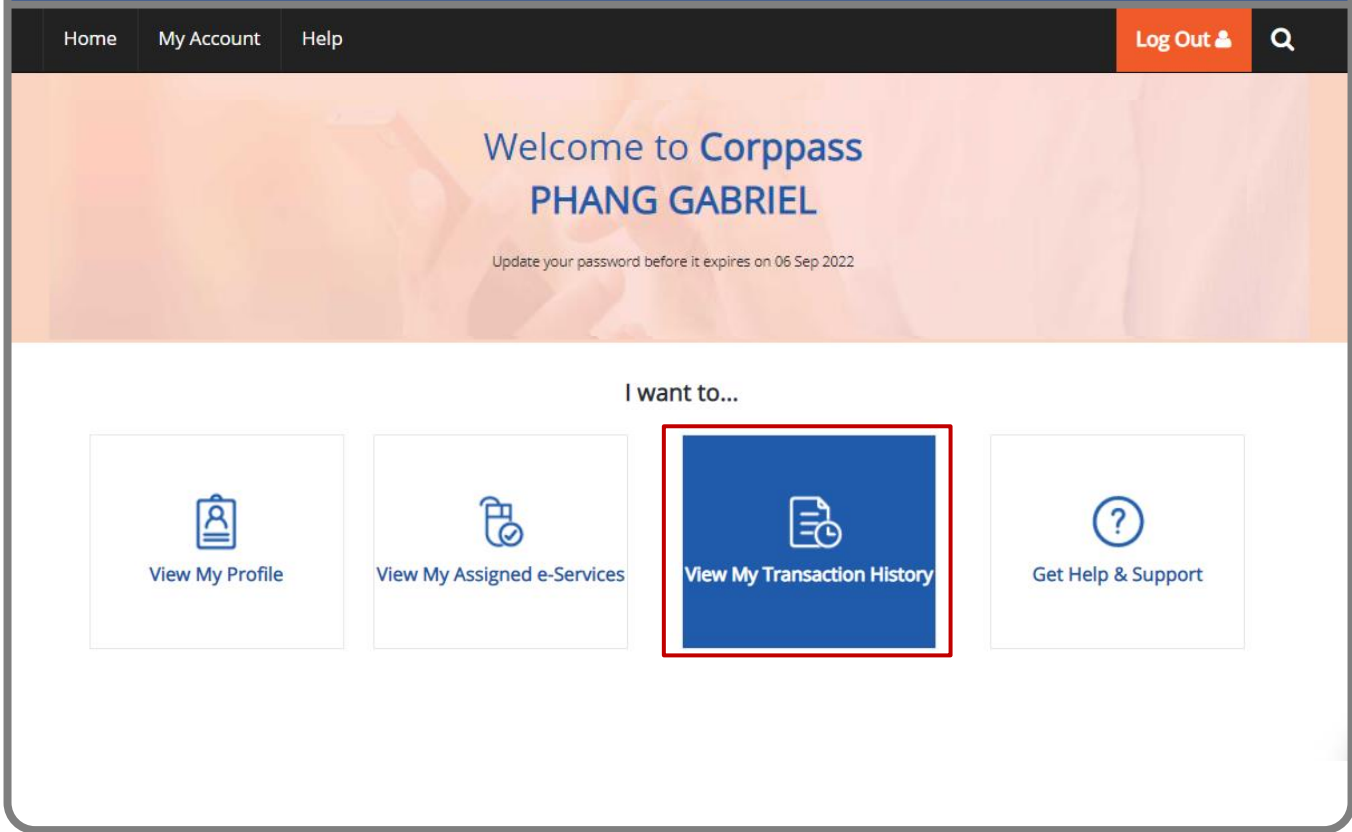 Home My Account Help Log Out
Welcome to Corppass
PHANG GABRIEL
Update your password before it expires on 06 Sep 2022
I want to...
View My Profile View My Assigned e-Services View My Transaction History Get Help & Support